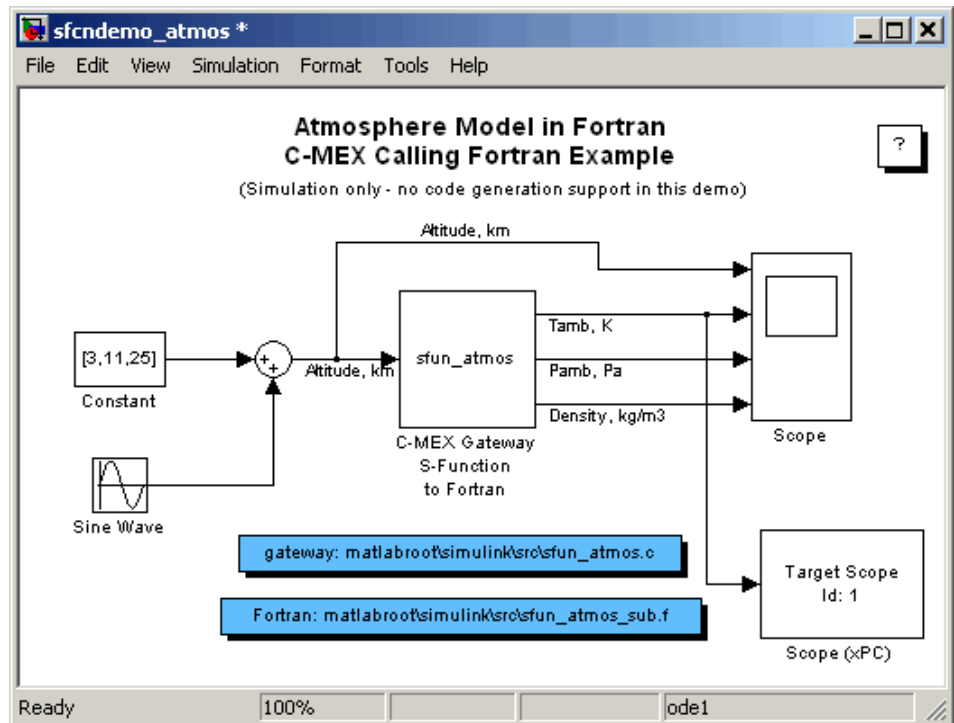 sfcndemo_atmos *
File Edit View Simulation Format Tools Help
Atmosphere Model in Fortran
C-MEX Calling Fortran Example
(Simulation only - no code generation support in this demo)
?
Altitude, km
[3,11,25]
Constant
+
+
Altitude, km
sfun_atmos
C-MEX Gateway
S-Function
to Fortran
Tamb, K
Pamb, Pa
Density, kg/m3
Scope
Sine Wave
gateway: matlabroot\simulink\src\sfun_atmos.c
Fortran: matlabroot\simulink\src\sfun_atmos_sub.f
Target Scope
Id: 1
Scope (xPC)
Ready 100% ode1